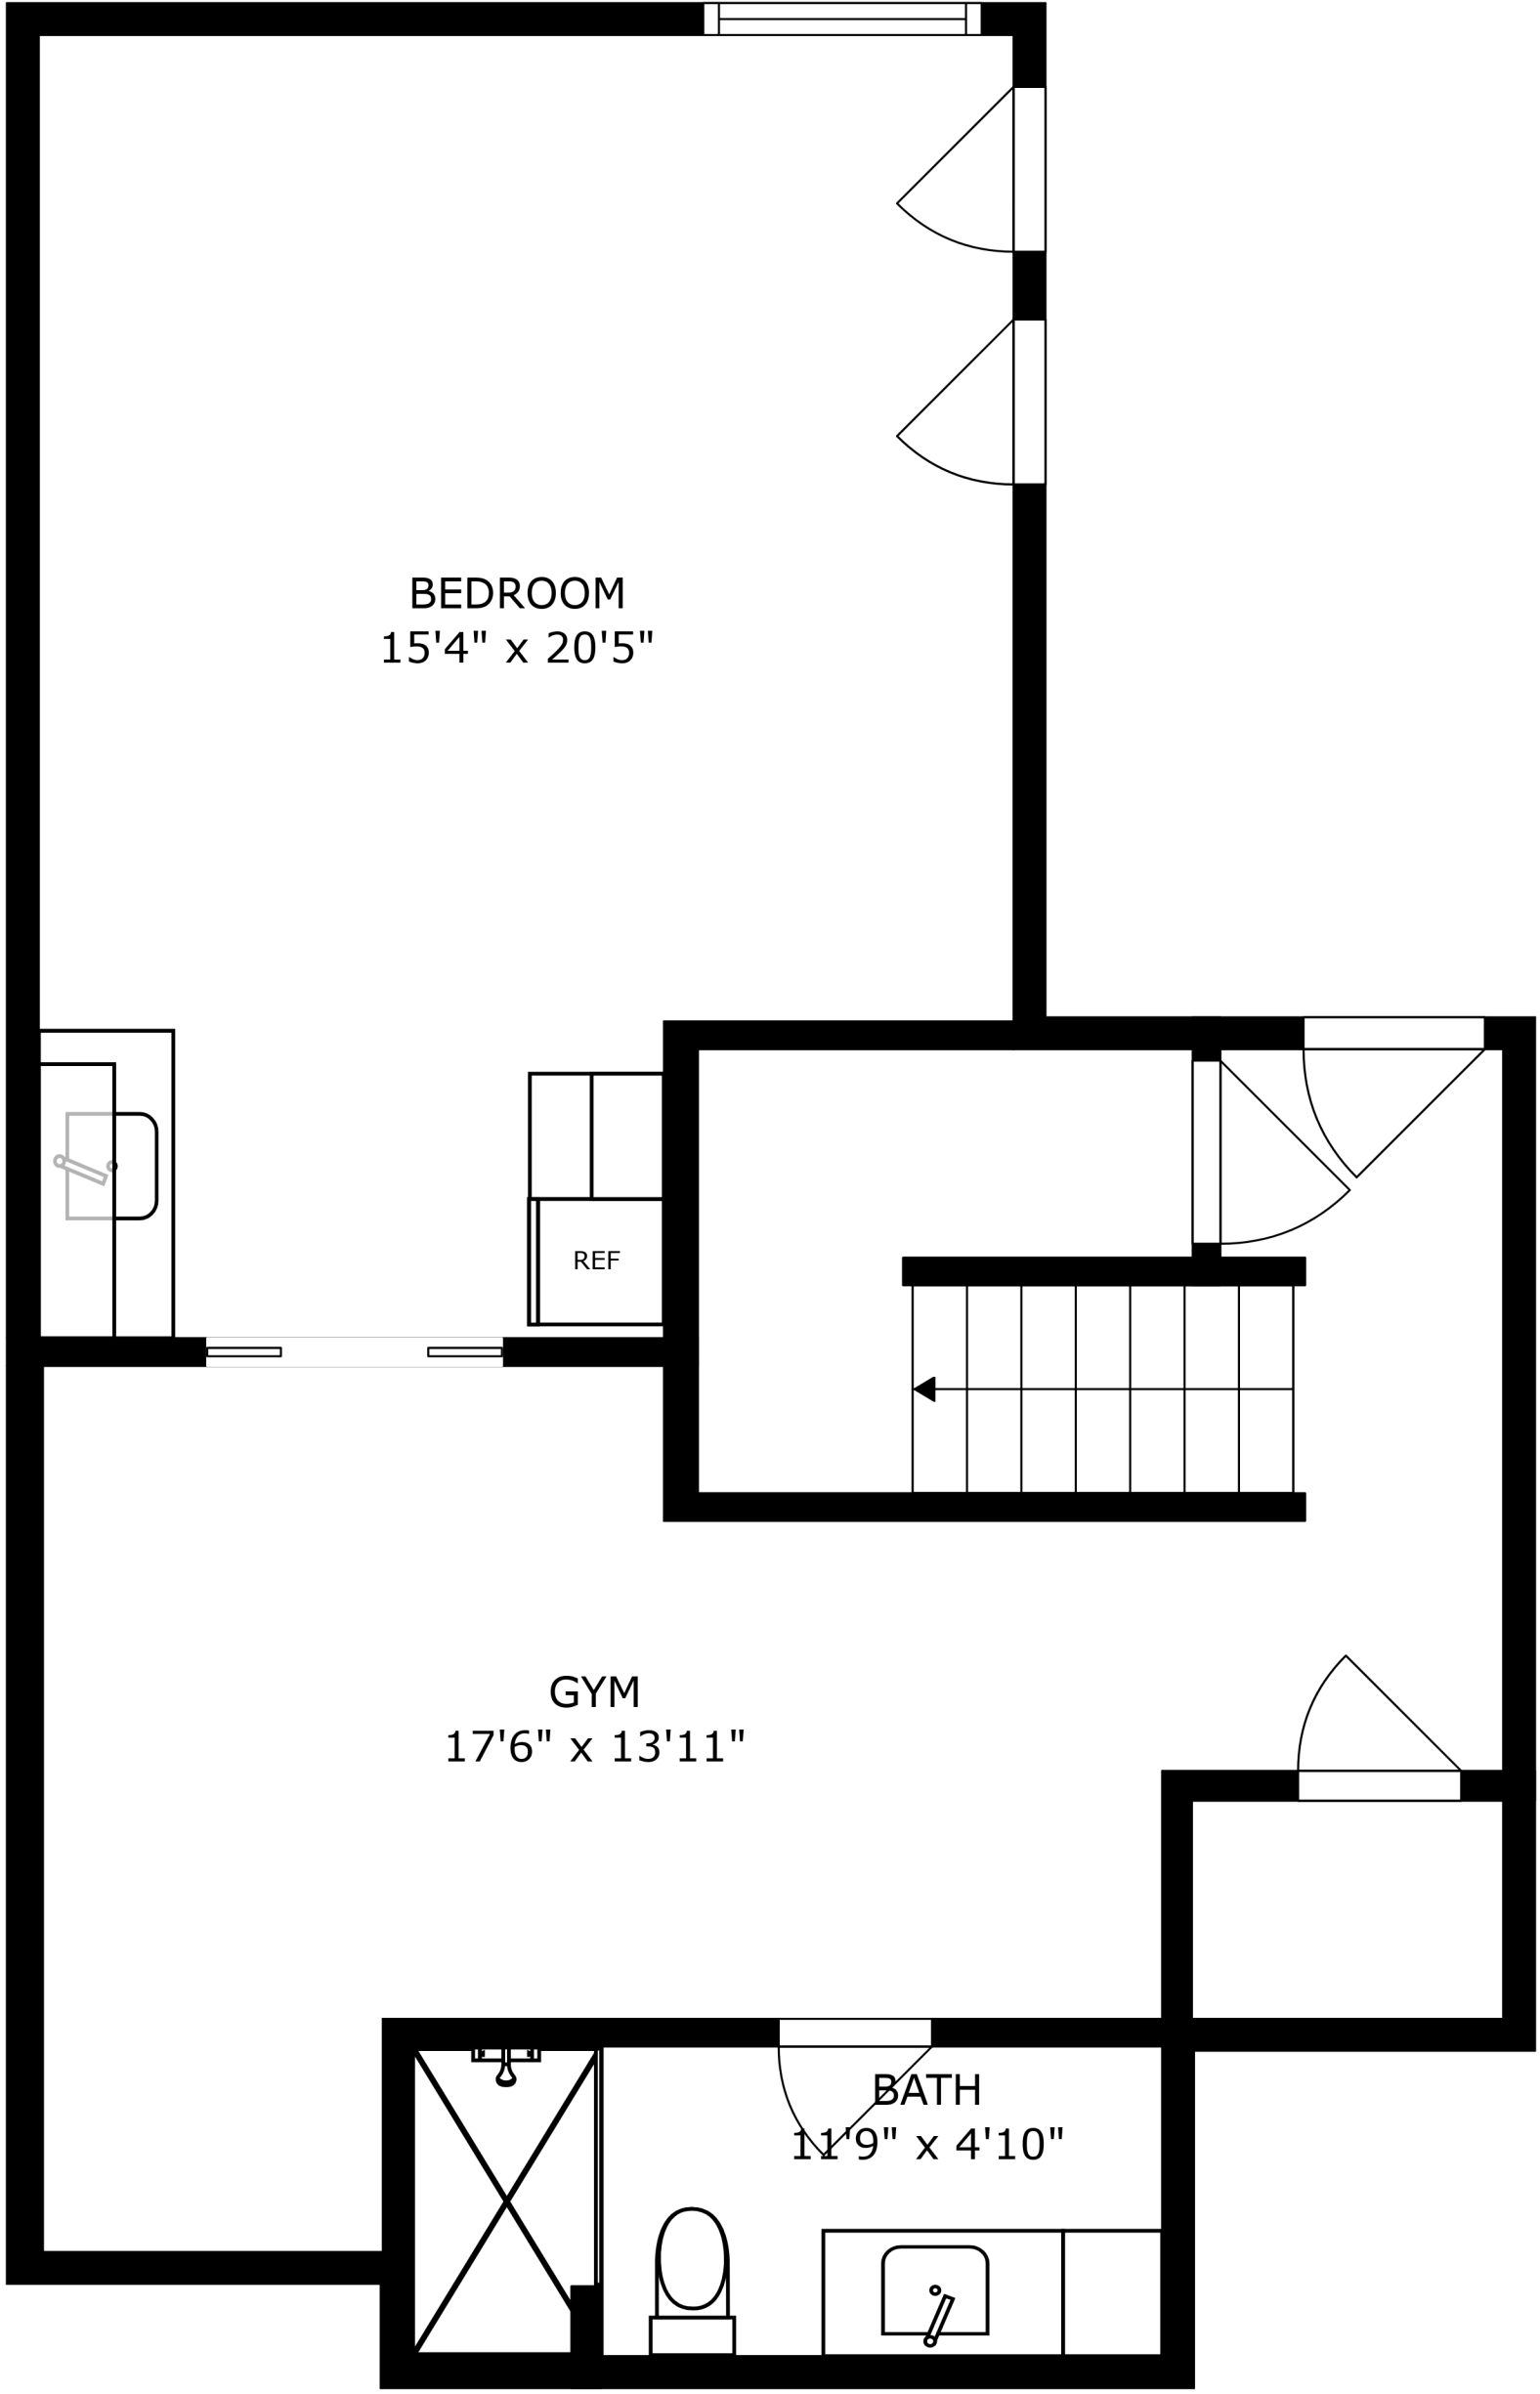 BEDROOM
15'4" x 20'5"
REF
GYM
17'6" x 13'11"
BATH
11'9" x 4'10"